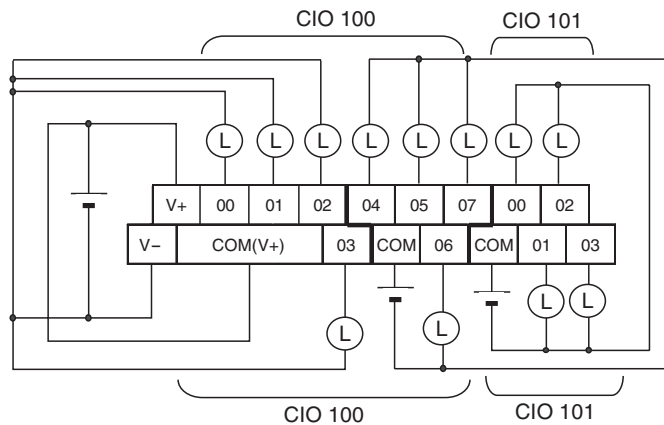 CIO 100 CIO 101
L L L L L L L L
V+ 00 01 02 04 05 07 00 02
V− COM(V+) 03 COM 06 COM 01 03
L L
L L
CIO 100 CIO 101